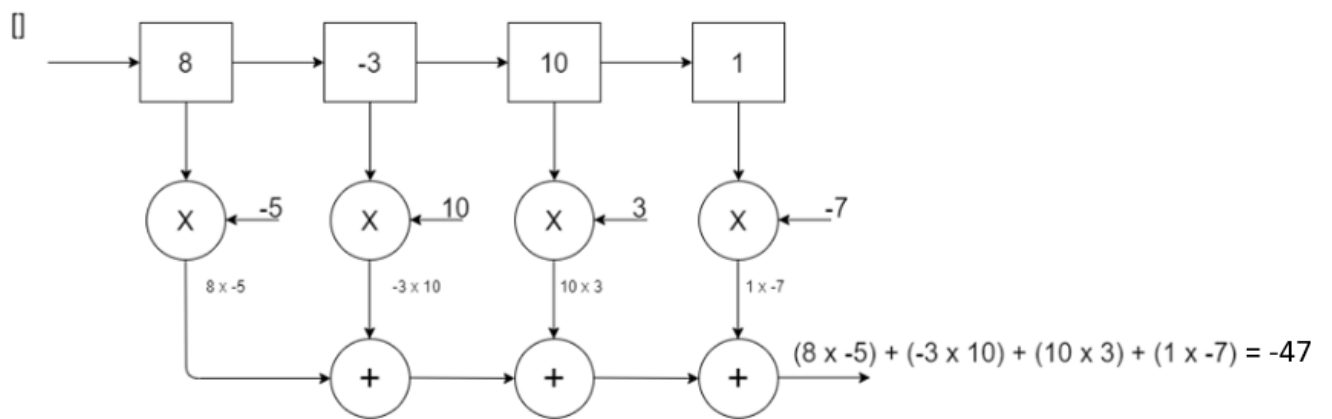 []
8 -3 10 1
X -5 X 10 X 3 X -7
8 x -5 -3 x 10 10 x 3 1 x -7
(8 x -5) + (-3 x 10) + (10 x 3) + (1 x -7) = -47
+ + +